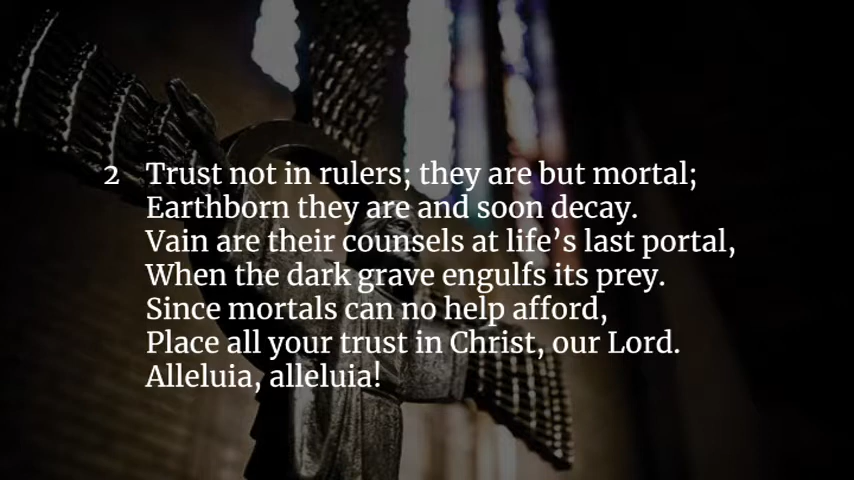 2 Trust not in rulers; they are but mortal;
Earthborn they are and soon decay.
Vain are their counsels at life’s last portal,
When the dark grave engulfs its prey.
Since mortals can no help afford,
Place all your trust in Christ, our Lord.
Alleluia, alleluia!